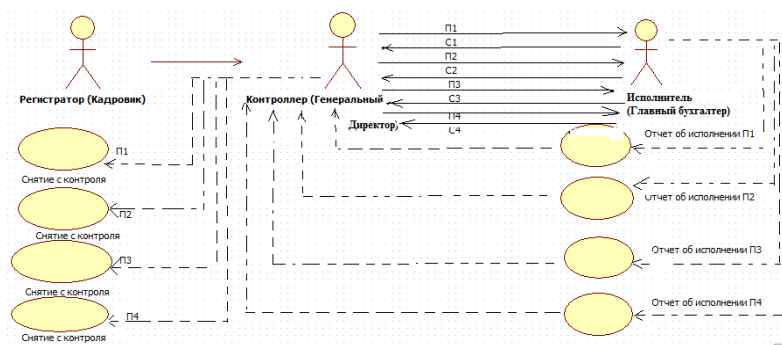 П1
С1
П2
С2
П3
С3
П4
С4
Регистратор (Кадровик)
Контроллер (Генеральный
Директор)
Исполнитель
(Главный бухгалтер)
П1
Снятие с контроля
П2
Снятие с контроля
П3
Снятие с контроля
П4
Снятие с контроля
Отчет об исполнении П1
Отчет об исполнении П2
Отчет об исполнении П3
Отчет об исполнении П4